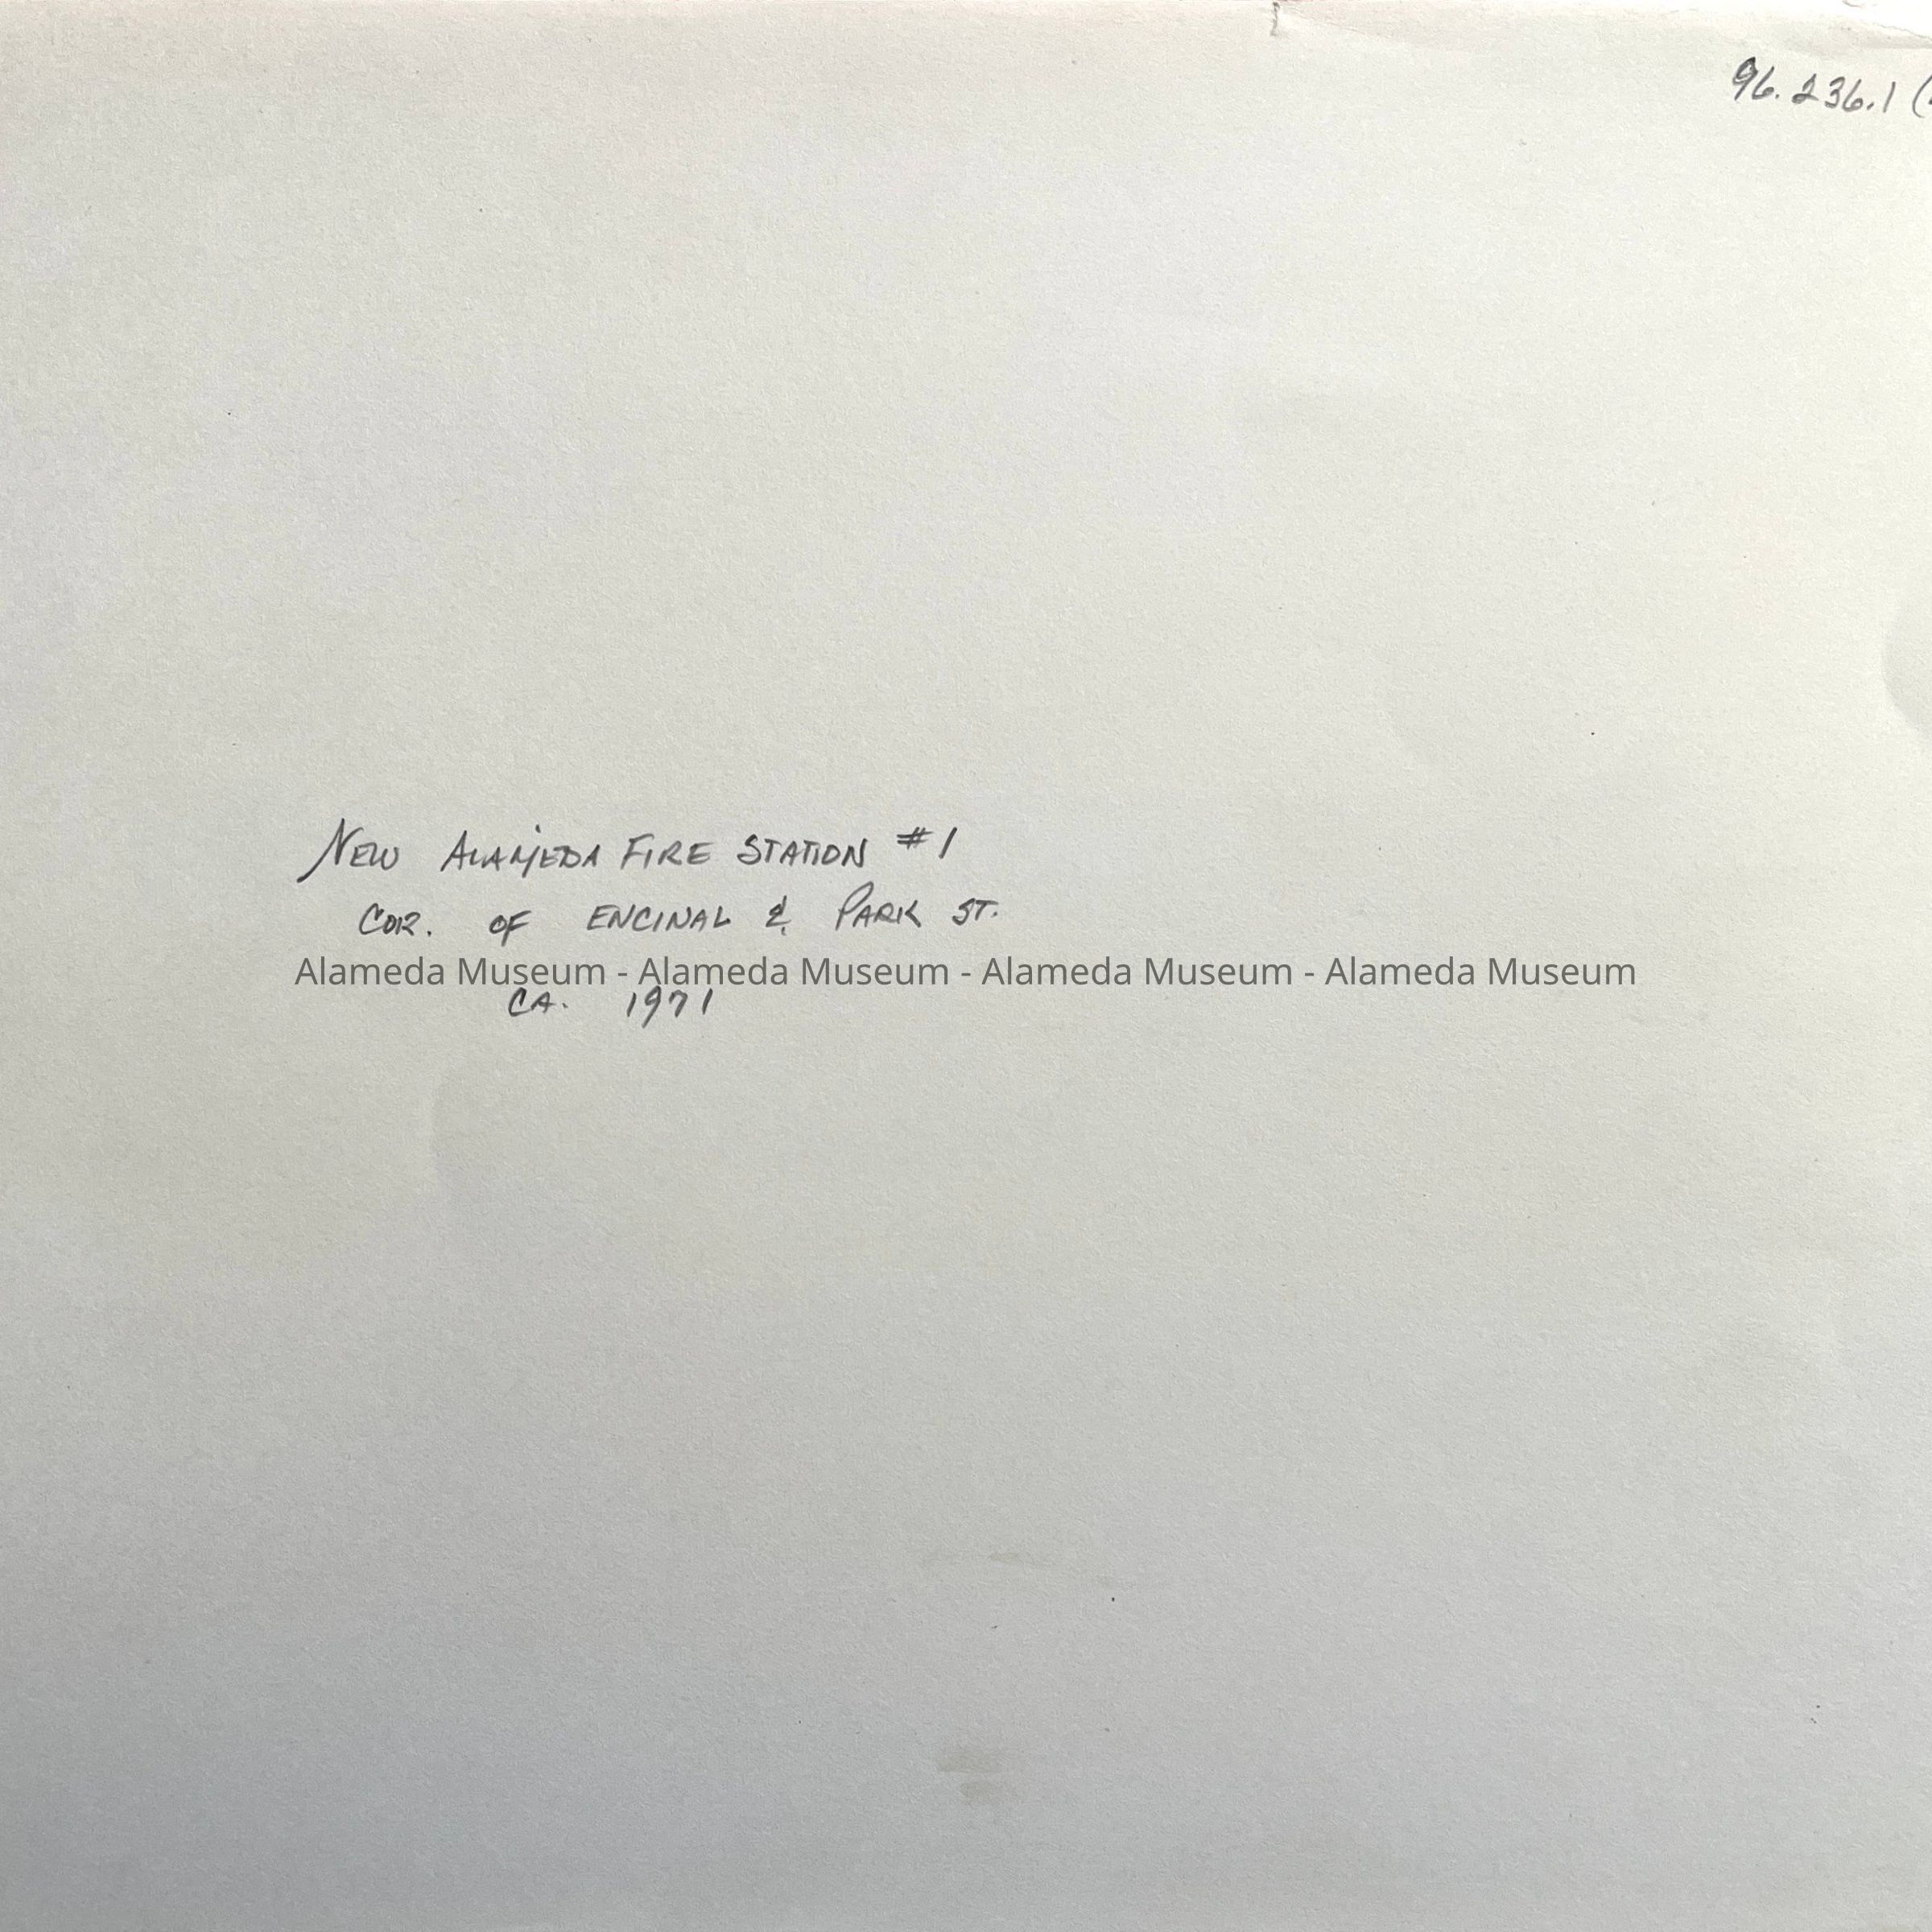 96.236.1 (
New Alameda Fire Station #1
Cor. of Encinal & Park St.
Alameda Museum - Alameda Museum - Alameda Museum - Alameda Museum
Ca. 1971